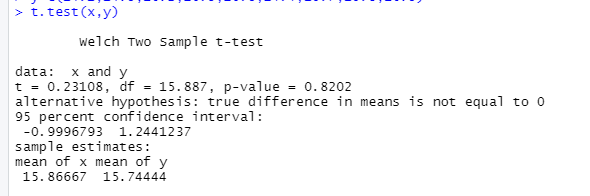 > t.test(x,y)
Welch Two Sample t-test
data:  x and y
t = 0.23108, df = 15.887, p-value = 0.8202
alternative hypothesis: true difference in means is not equal to 0
95 percent confidence interval:
 -0.9996793  1.2441237
sample estimates:
mean of x mean of y
 15.86667  15.74444